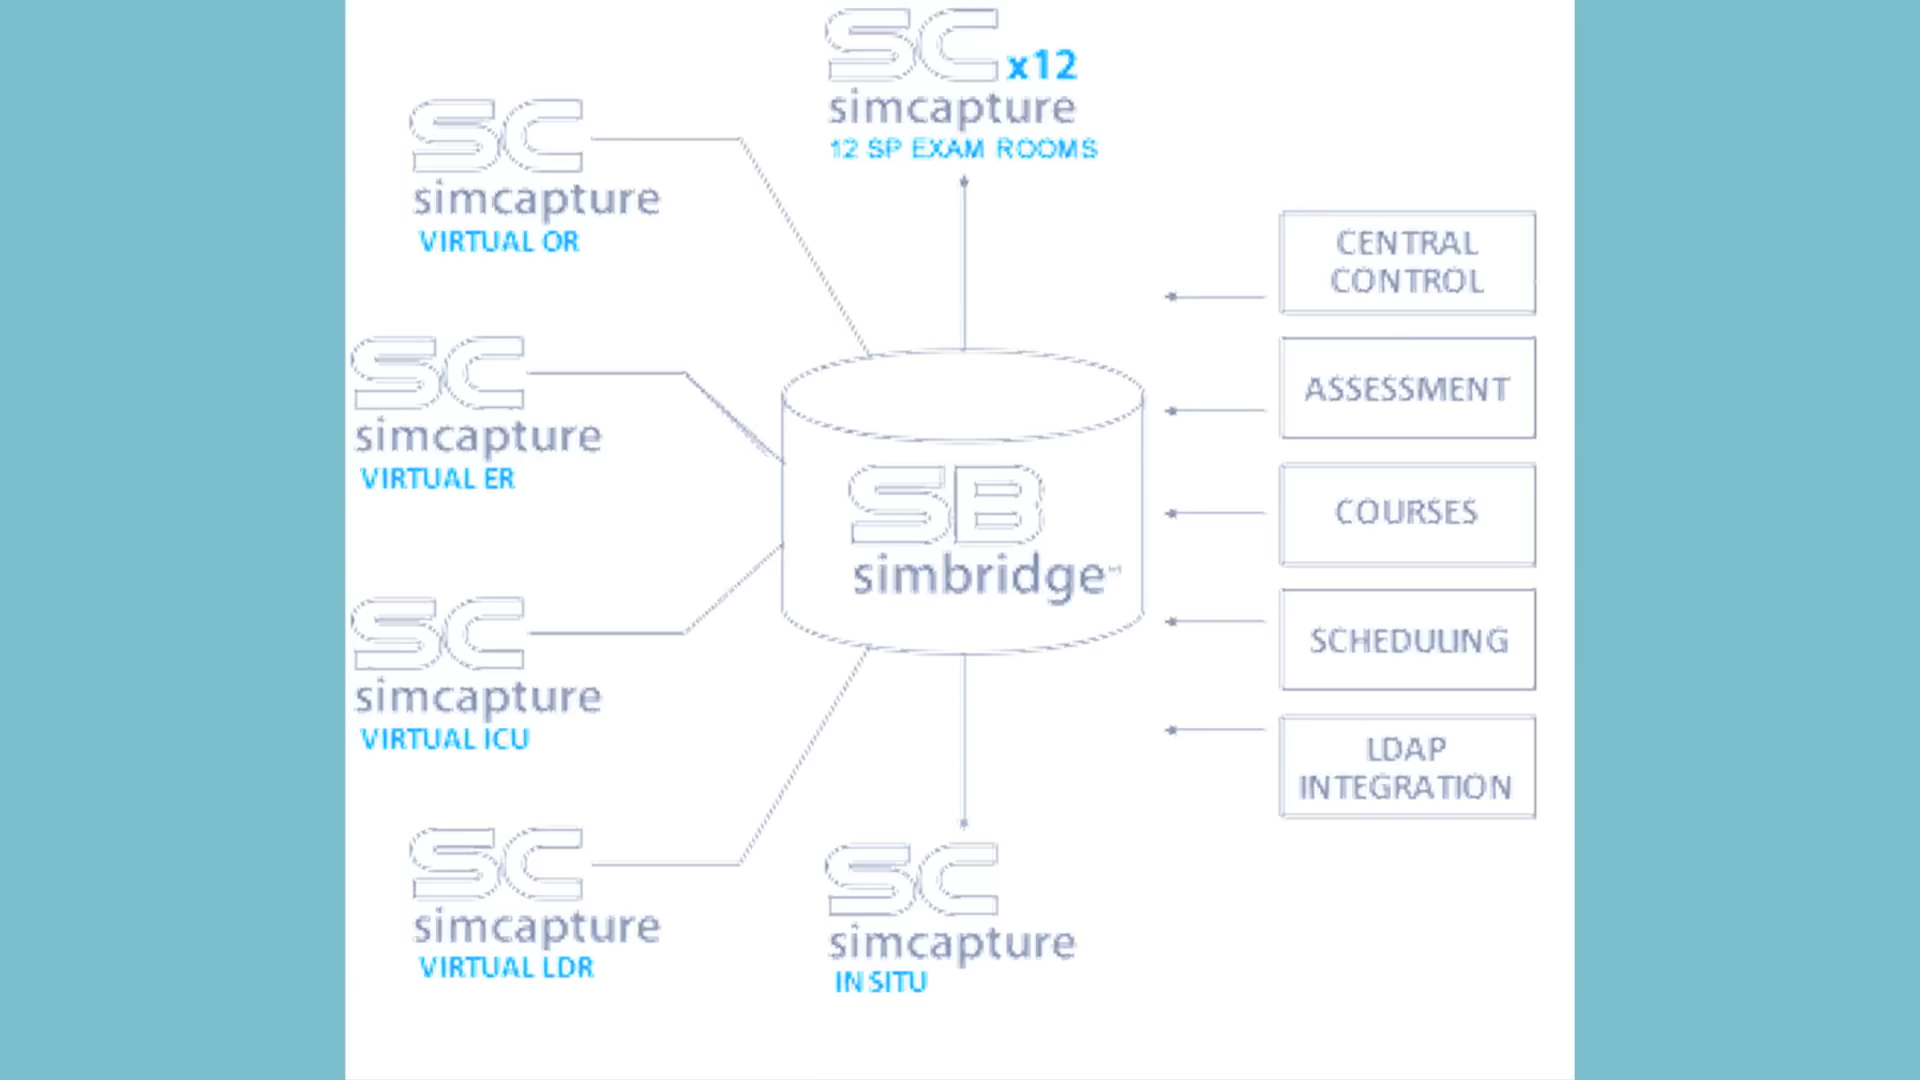 SC x12
simcapture
12 SP EXAM ROOMS
SC
simcapture
VIRTUAL OR
SC
simcapture
VIRTUAL ER
SC
simcapture
VIRTUAL ICU
SC
simcapture
VIRTUAL LDR
SB
simbridge™
SC
simcapture
IN SITU
CENTRAL
CONTROL
ASSESSMENT
COURSES
SCHEDULING
LDAP
INTEGRATION